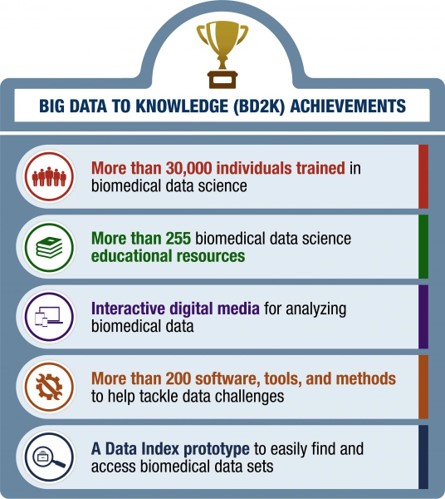 BIG DATA TO KNOWLEDGE (BD2K) ACHIEVEMENTS
More than 30,000 individuals trained in
biomedical data science
More than 255 biomedical data science
educational resources
Interactive digital media for analyzing
biomedical data
More than 200 software, tools, and methods
to help tackle data challenges
A Data Index prototype to easily find and
access biomedical data sets